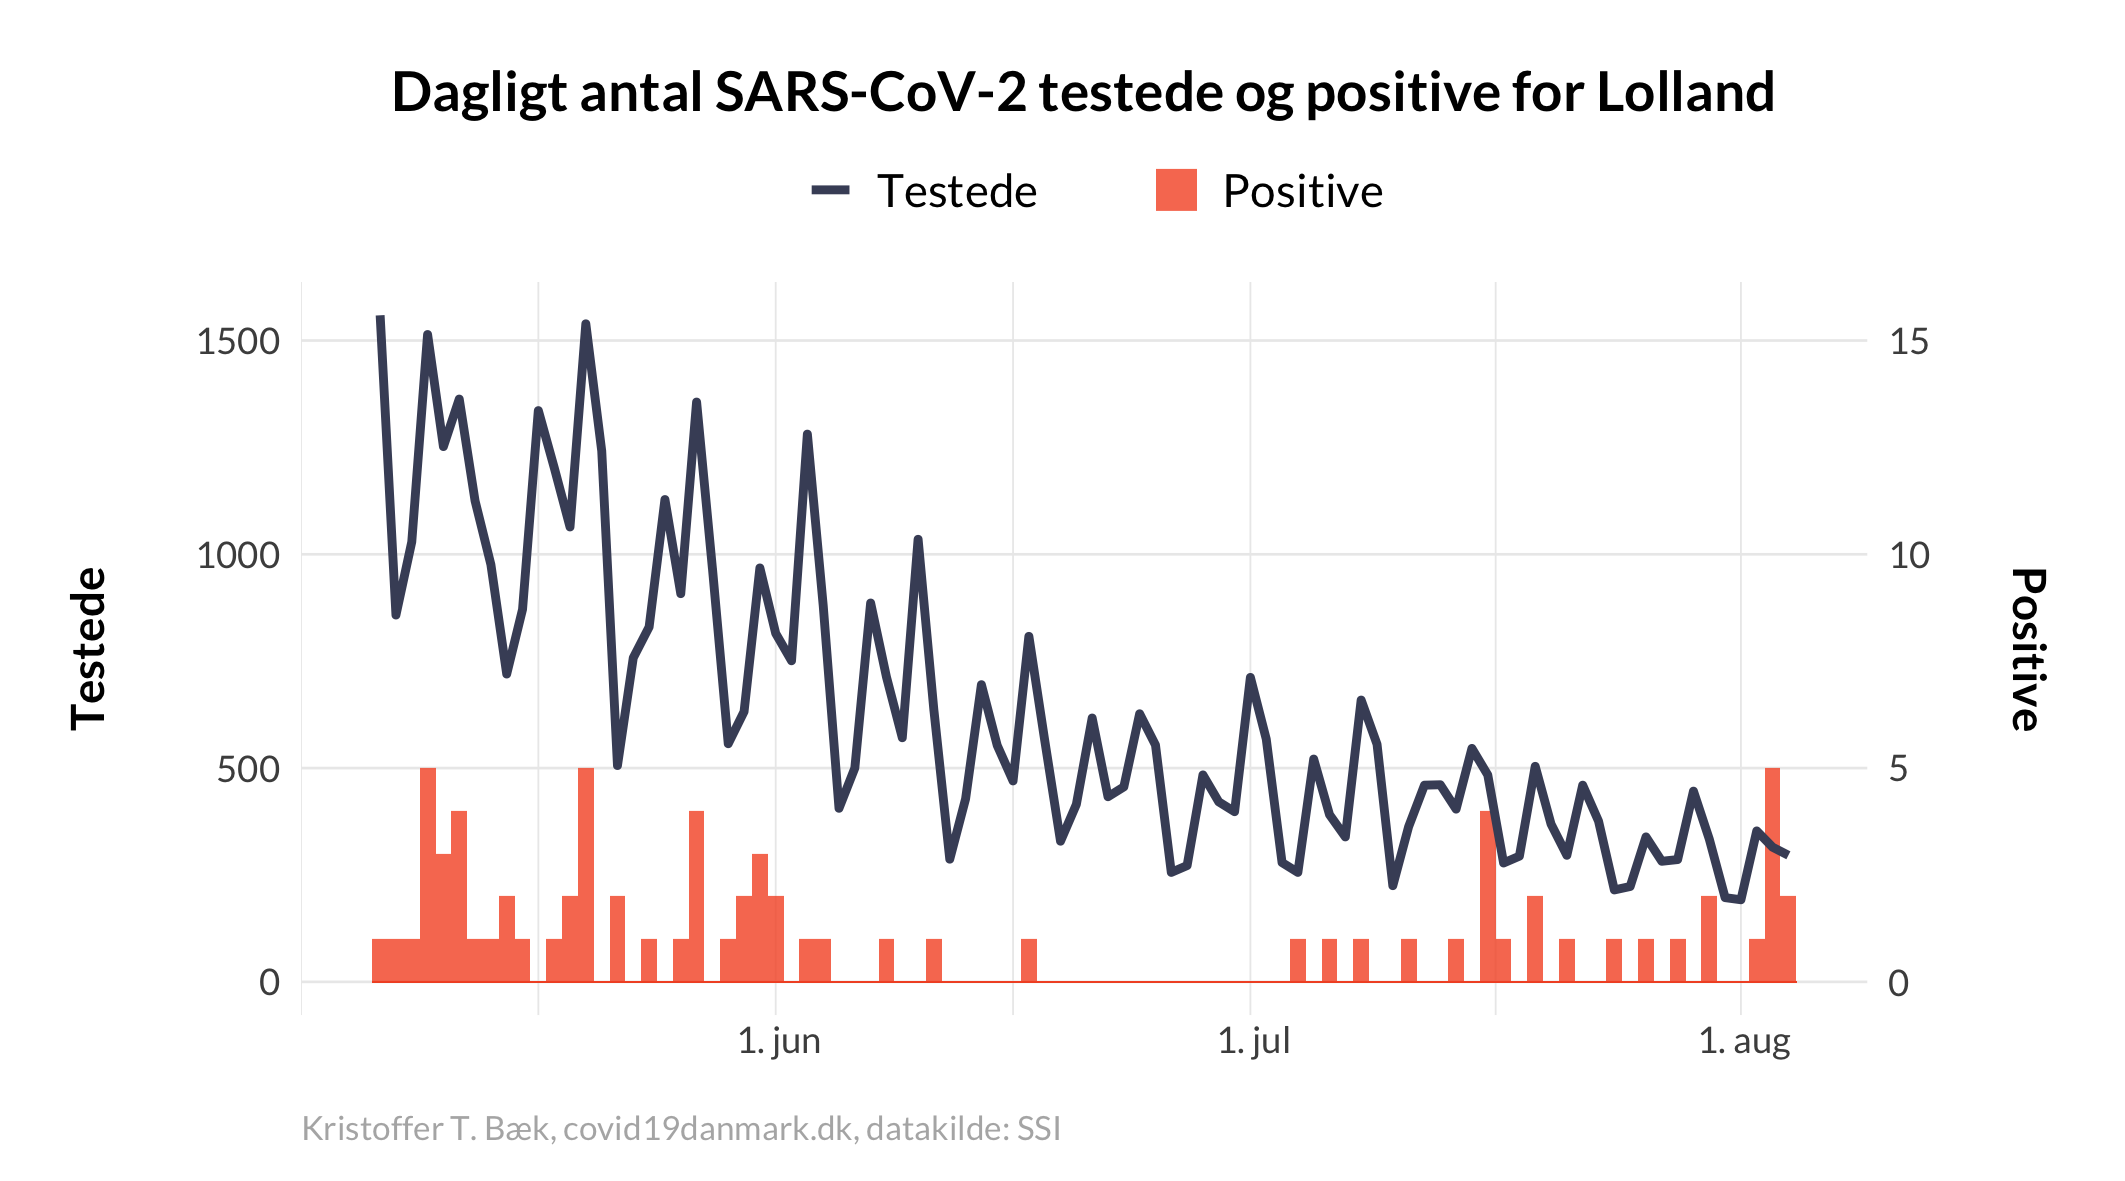 Dagligt antal SARS-CoV-2 testede og positive for Lolland
Testede
Positive
1500
1000
500
0
15
10
5
0
Testede
Positive
1. jun
1. jul
1. aug
Kristoffer T. Bæk, covid19danmark.dk, datakilde: SSI